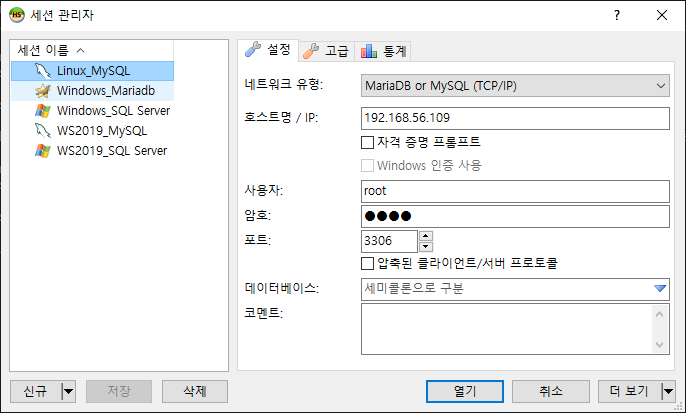 HS 세션 관리자
세션 이름
Linux_MySQL
Windows_Mariadb
Windows_SQL Server
WS2019_MySQL
WS2019_SQL Server
설정 고급 통계
네트워크 유형: MariaDB or MySQL (TCP/IP)
호스트명 / IP: 192.168.56.109
자격 증명 프롬프트
Windows 인증 사용
사용자: root
암호: ●●●●
포트: 3306
압축된 클라이언트/서버 프로토콜
데이터베이스: 세미콜론으로 구분
코멘트:
신규 저장 삭제 열기 취소 더 보기